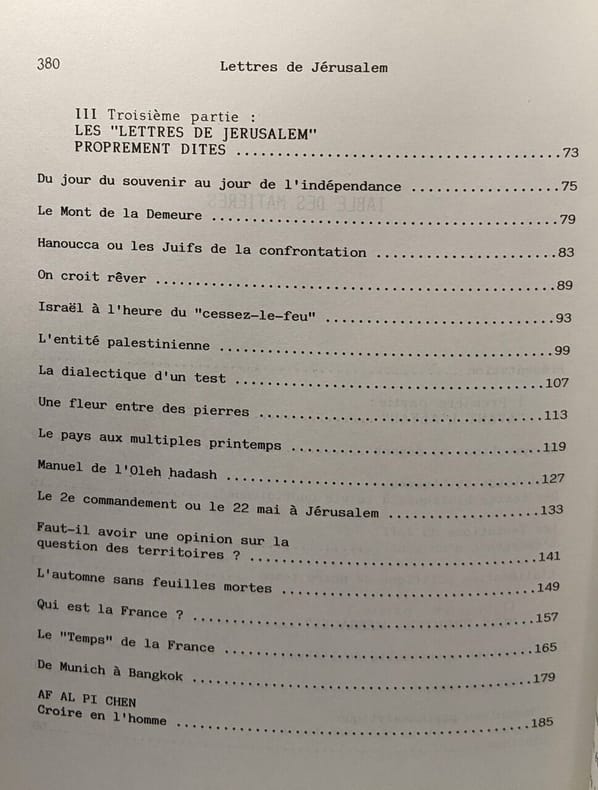 380
Lettres de Jérusalem
III Troisième partie :
LES "LETTRES DE JERUSALEM"
PROPREMENT DITES ........................................73
Du jour du souvenir au jour de l'indépendance ..................75
Le Mont de la Demeure ..........................................79
Hanoucca ou les Juifs de la confrontation ......................83
On croit rêver .................................................89
Israël à l'heure du "cessez-le-feu" ............................93
L'entité palestinienne .........................................99
La dialectique d'un test ......................................107
Une fleur entre des pierres ...................................113
Le pays aux multiples printemps ...............................119
Manuel de l'Oleh hadash .......................................127
Le 2e commandement ou le 22 mai à Jérusalem ...................133
Faut-il avoir une opinion sur la
question des territoires ? ....................................141
L'automne sans feuilles mortes ................................149
Qui est la France ? ...........................................157
Le "Temps" de la France .......................................165
De Munich à Bangkok ...........................................179
AF AL PI CHEN
Croire en l'homme .............................................185